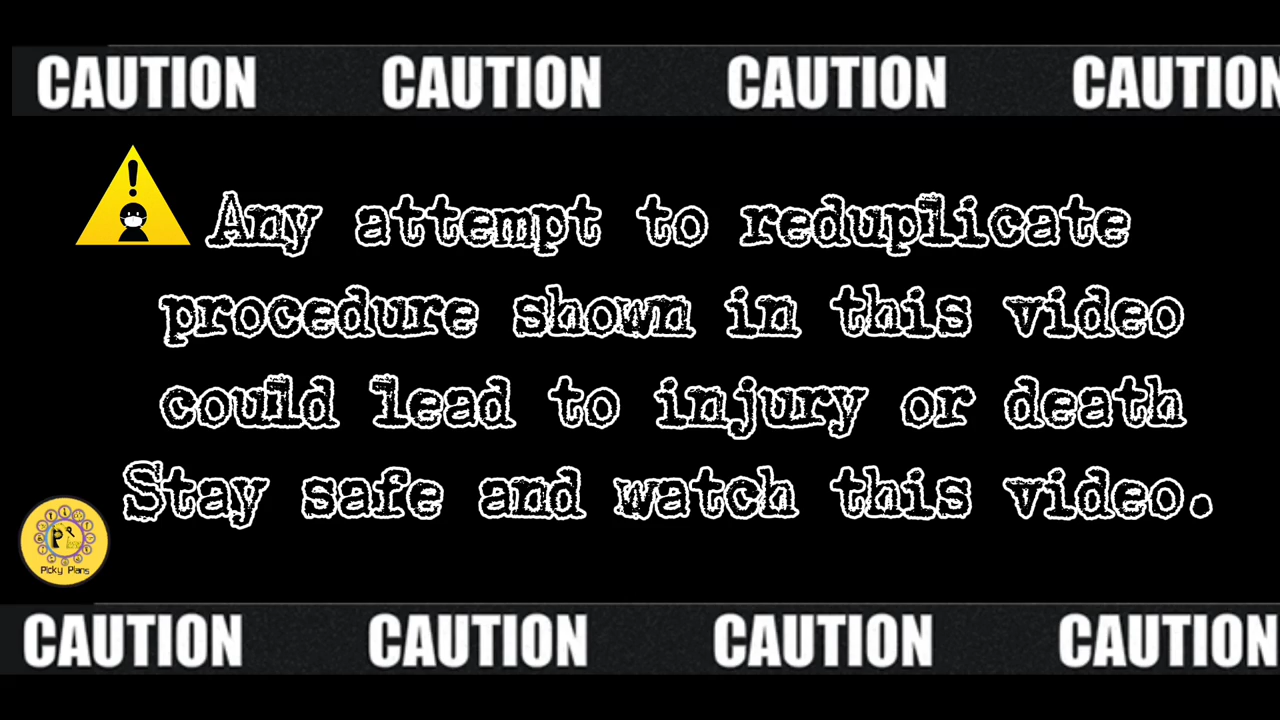 CAUTION CAUTION CAUTION CAUTION
Any attempt to reduplicate
procedure shown in this video
could lead to injury or death
Stay safe and watch this video.
Picky Plans
CAUTION CAUTION CAUTION CAUTION